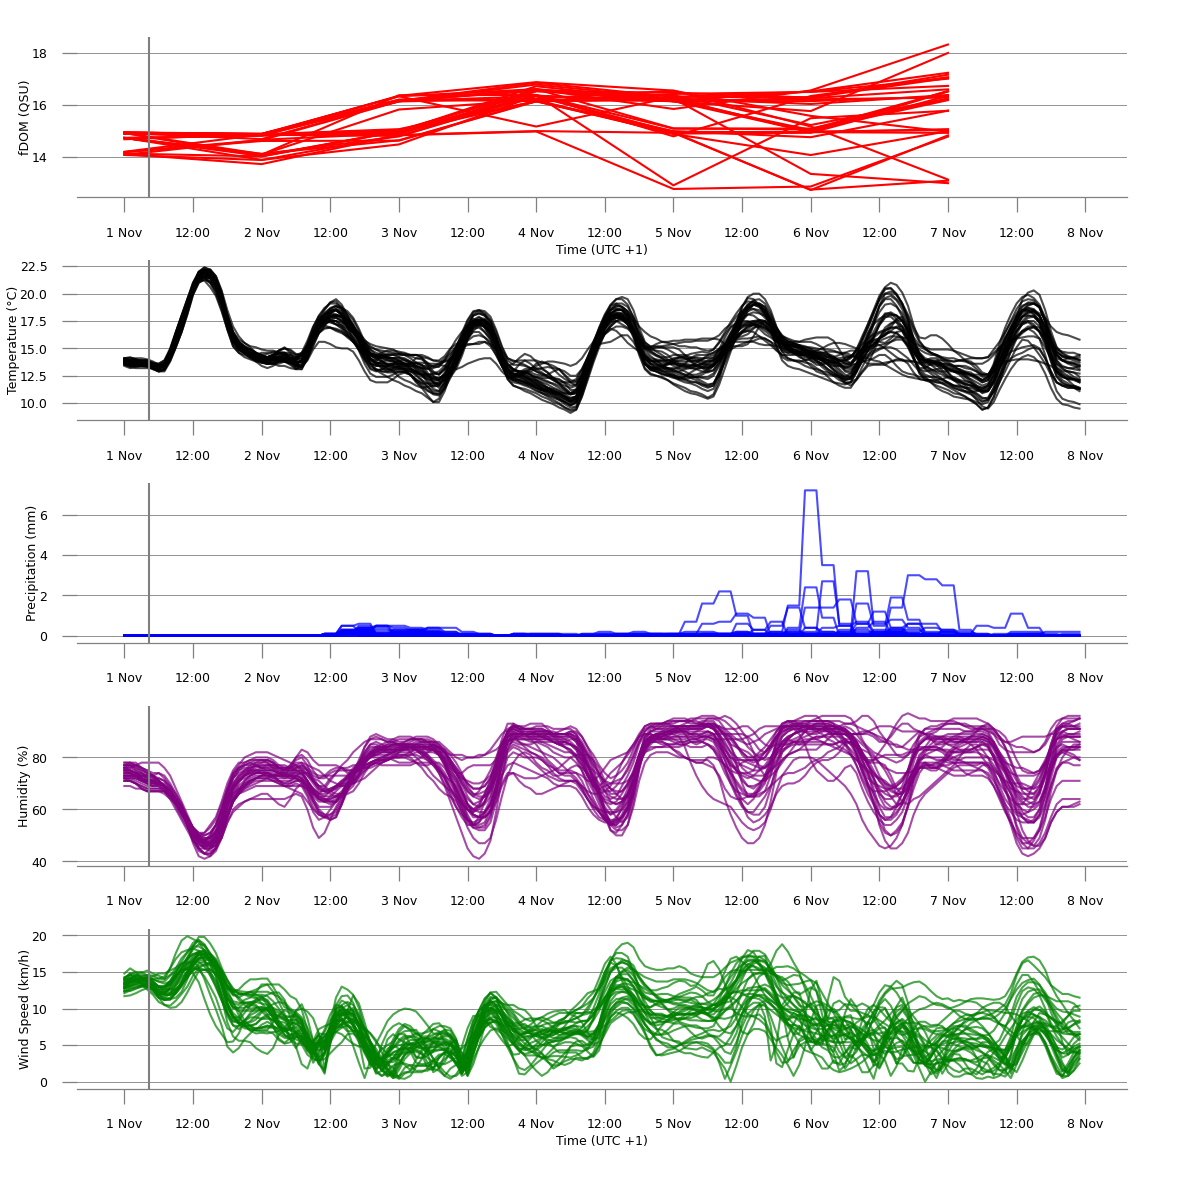 fDOM (QSU)
18
16
14
1 Nov 12:00 2 Nov 12:00 3 Nov 12:00 4 Nov 12:00 5 Nov 12:00 6 Nov 12:00 7 Nov 12:00 8 Nov
Time (UTC +1)
Temperature (°C)
22.5
20.0
17.5
15.0
12.5
10.0
1 Nov 12:00 2 Nov 12:00 3 Nov 12:00 4 Nov 12:00 5 Nov 12:00 6 Nov 12:00 7 Nov 12:00 8 Nov
Precipitation (mm)
6
4
2
0
1 Nov 12:00 2 Nov 12:00 3 Nov 12:00 4 Nov 12:00 5 Nov 12:00 6 Nov 12:00 7 Nov 12:00 8 Nov
Humidity (%)
80
60
40
1 Nov 12:00 2 Nov 12:00 3 Nov 12:00 4 Nov 12:00 5 Nov 12:00 6 Nov 12:00 7 Nov 12:00 8 Nov
Wind Speed (km/h)
20
15
10
5
0
1 Nov 12:00 2 Nov 12:00 3 Nov 12:00 4 Nov 12:00 5 Nov 12:00 6 Nov 12:00 7 Nov 12:00 8 Nov
Time (UTC +1)